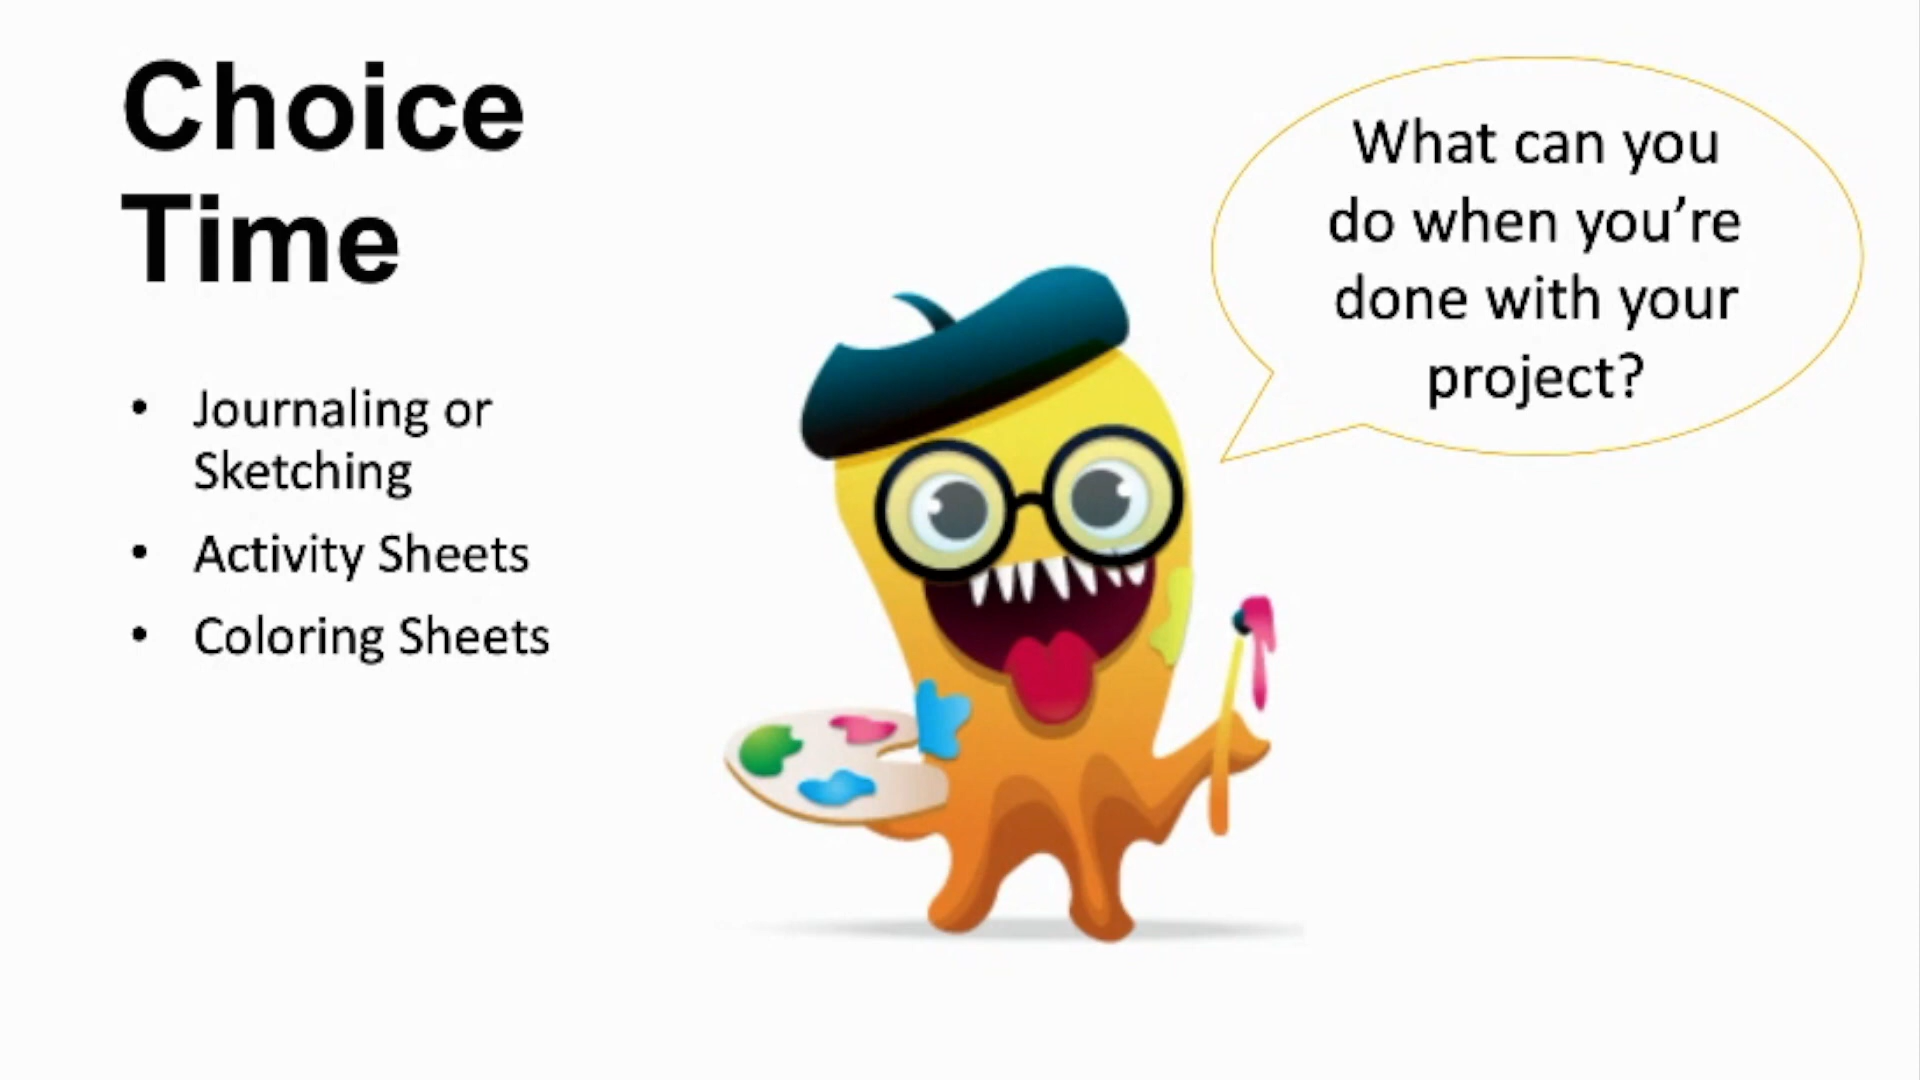 Choice
Time
• Journaling or
Sketching
• Activity Sheets
• Coloring Sheets
What can you
do when you’re
done with your
project?